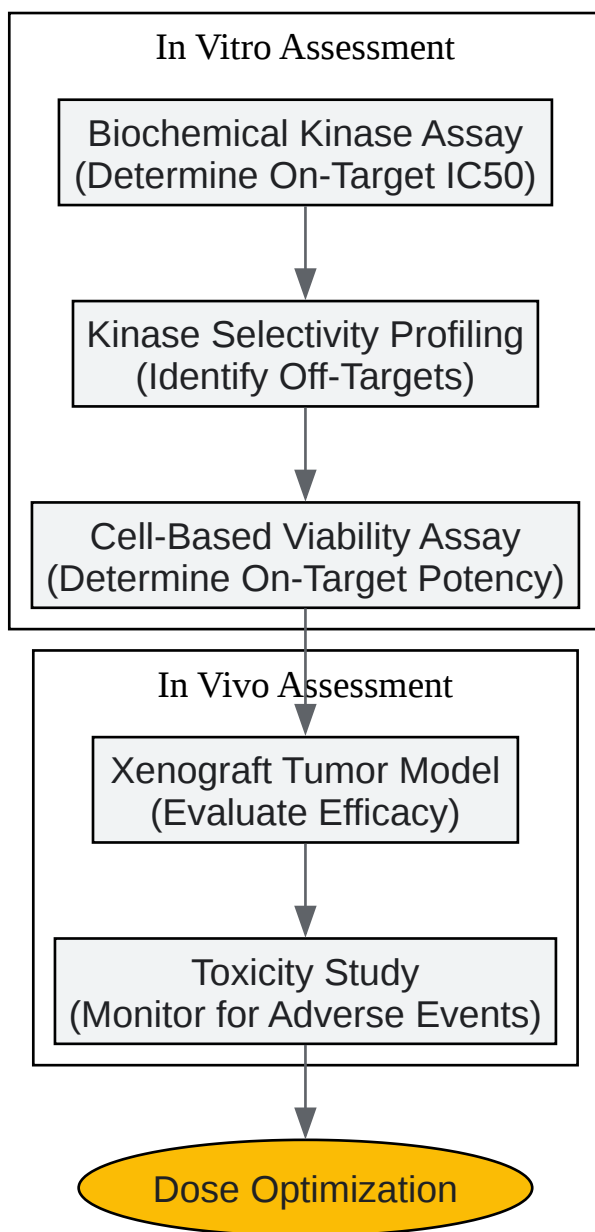 In Vitro Assessment
Biochemical Kinase Assay
(Determine On-Target IC50)
Kinase Selectivity Profiling
(Identify Off-Targets)
Cell-Based Viability Assay
(Determine On-Target Potency)
In Vivo Assessment
Xenograft Tumor Model
(Evaluate Efficacy)
Toxicity Study
(Monitor for Adverse Events)
Dose Optimization